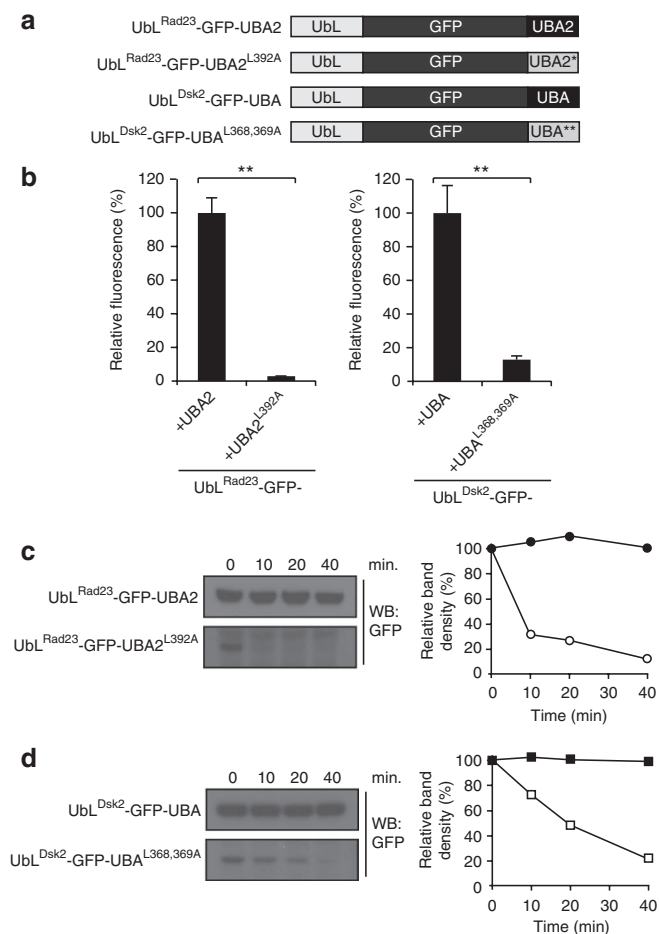 a
UbL^Rad23-GFP-UBA2 UbL GFP UBA2
UbL^Rad23-GFP-UBA2^L392A UbL GFP UBA2*
UbL^Dsk2-GFP-UBA UbL GFP UBA
UbL^Dsk2-GFP-UBA^L368,369A UbL GFP UBA**
b
Relative fluorescence (%)
120
100
80
60
40
20
0
**
+UBA2
+UBA2^L392A
UbL^Rad23-GFP-
Relative fluorescence (%)
120
100
80
60
40
20
0
**
+UBA
+UBA^L368,369A
UbL^Dsk2-GFP-
c
0 10 20 40 min.
UbL^Rad23-GFP-UBA2
UbL^Rad23-GFP-UBA2^L392A
WB:
GFP
Relative band
density (%)
100
80
60
40
20
0
0 10 20 30 40
Time (min)
d
0 10 20 40 min.
UbL^Dsk2-GFP-UBA
UbL^Dsk2-GFP-UBA^L368,369A
WB:
GFP
Relative band
density (%)
100
80
60
40
20
0
0 10 20 30 40
Time (min)